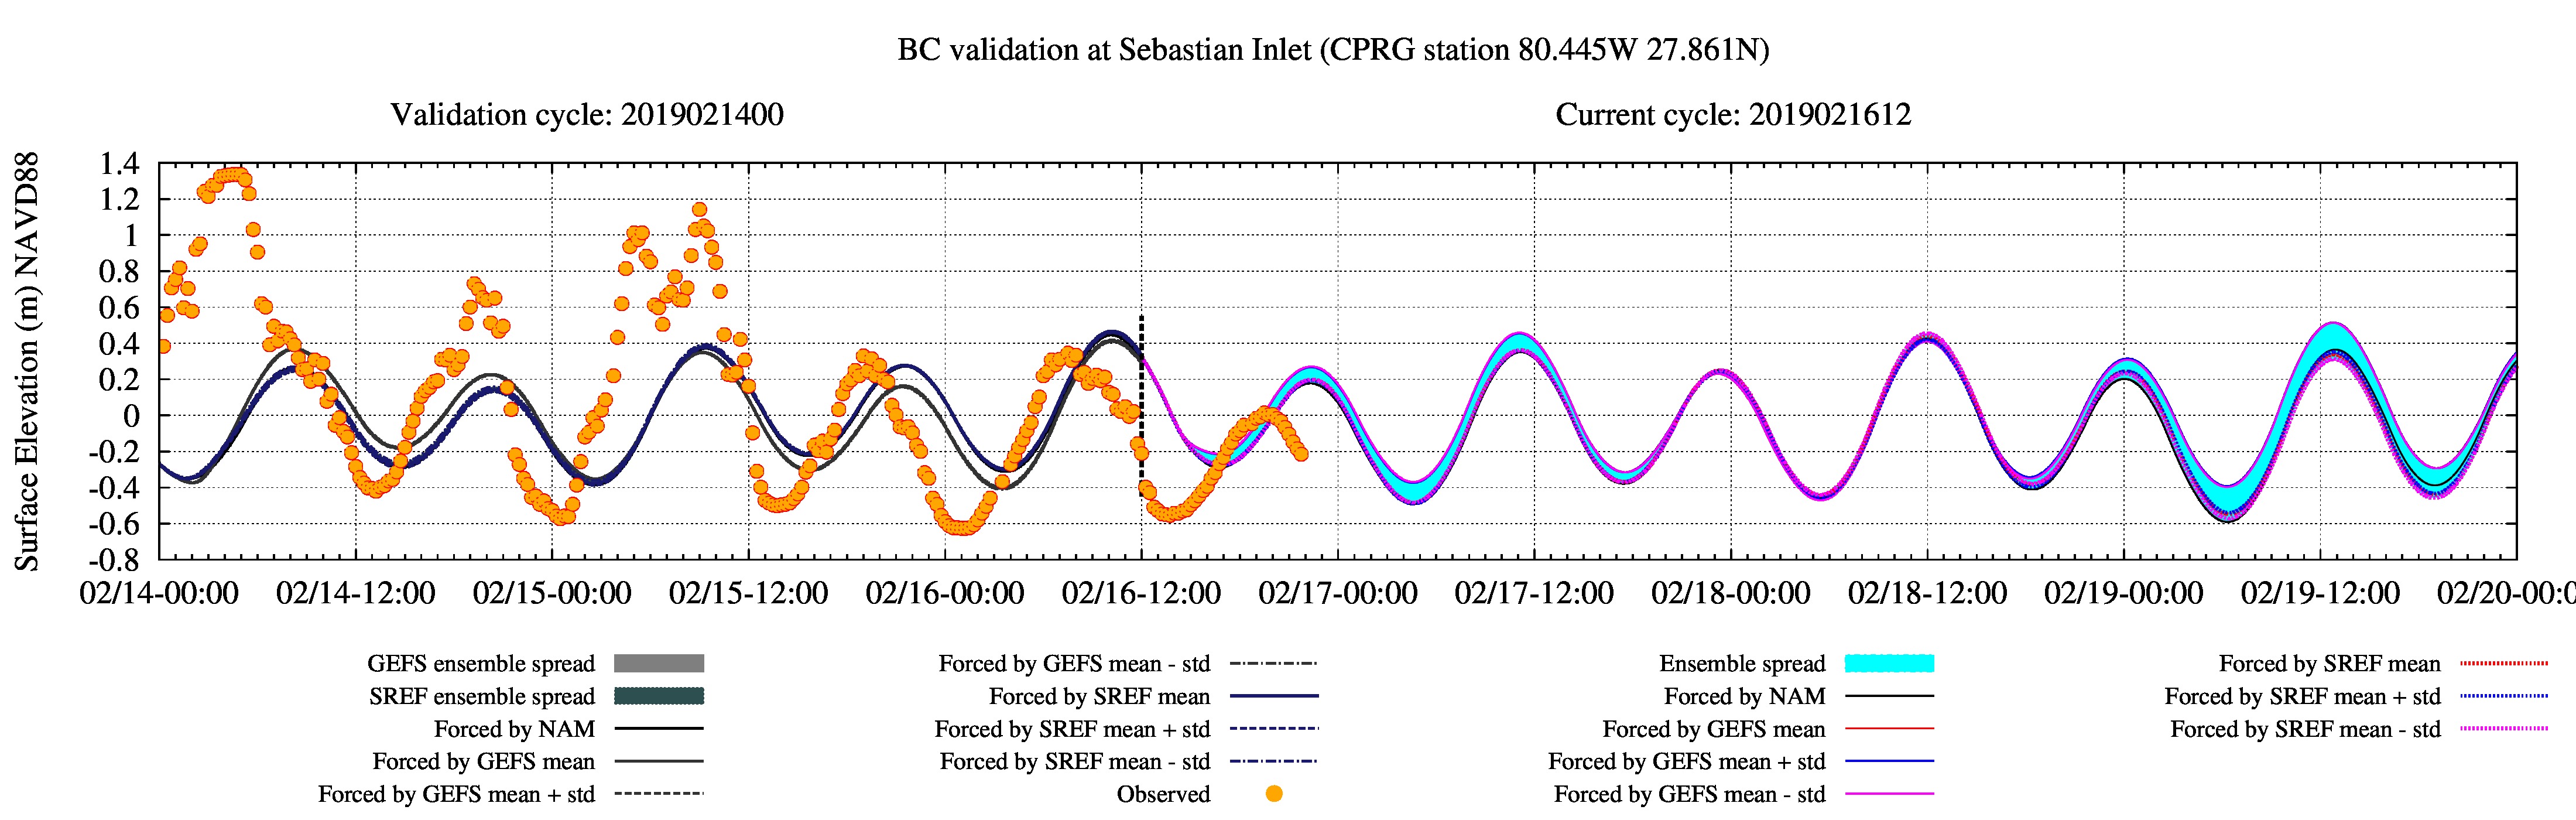 BC validation at Sebastian Inlet (CPRG station 80.445W 27.861N)
Validation cycle: 2019021400
Current cycle: 2019021612
Surface Elevation (m) NAVD88
1.4
1.2
1
0.8
0.6
0.4
0.2
0
-0.2
-0.4
-0.6
-0.8
02/14-00:00 02/14-12:00 02/15-00:00 02/15-12:00 02/16-00:00 02/16-12:00 02/17-00:00 02/17-12:00 02/18-00:00 02/18-12:00 02/19-00:00 02/19-12:00 02/20-00:0
GEFS ensemble spread
SREF ensemble spread
Forced by NAM
Forced by GEFS mean
Forced by GEFS mean + std
Forced by GEFS mean - std
Forced by SREF mean
Forced by SREF mean + std
Forced by SREF mean - std
Observed
Ensemble spread
Forced by NAM
Forced by GEFS mean
Forced by GEFS mean + std
Forced by GEFS mean - std
Forced by SREF mean
Forced by SREF mean + std
Forced by SREF mean - std